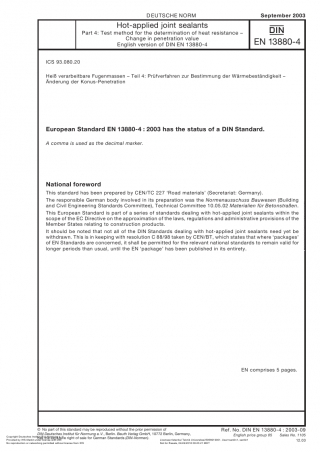 DEUTSCHE NORM
September 2003
Hot-applied joint sealants
Part 4: Test method for the determination of heat resistance –
Change in penetration value
English version of DIN EN 13880-4
DIN
EN 13880-4
ICS 93.080.20
Heiß verarbeitbare Fugenmassen – Teil 4: Prüfverfahren zur Bestimmung der Wärmebeständigkeit –
Änderung der Konus-Penetration
European Standard EN 13880-4 : 2003 has the status of a DIN Standard.
A comma is used as the decimal marker.
National foreword
This standard has been prepared by CEN/TC 227 ‘Road materials’ (Secretariat: Germany).
The responsible German body involved in its preparation was the Normenausschuss Bauwesen (Building
and Civil Engineering Standards Committee), Technical Committee 10.05.02 Materialien für Betonstraßen.
This European Standard is part of a series of standards dealing with hot-applied joint sealants within the
scope of the EC Directive on the approximation of the laws, regulations and administrative provisions of the
Member States relating to construction products.
It should be noted that not all of the DIN Standards dealing with hot-applied joint sealants need yet be
withdrawn. This is in keeping with resolution C 88/98 taken by CEN/BT, which states that where ‘packages’
of EN Standards are concerned, it shall be permitted for the relevant national standards to remain valid for
longer periods than usual, until the EN ‘package’ has been published in its entirety.
EN comprises 5 pages.
© No part of this standard may be reproduced without the prior permission of
DIN Deutsches Institut für Normung e.V., Berlin. Beuth Verlag GmbH, 10772 Berlin, Germany,
right of sale for German Standards (DIN-Normen).
Ref. No. DIN EN 13880-4 : 2003-09
English price group 05 Sales No. 1105
12.03